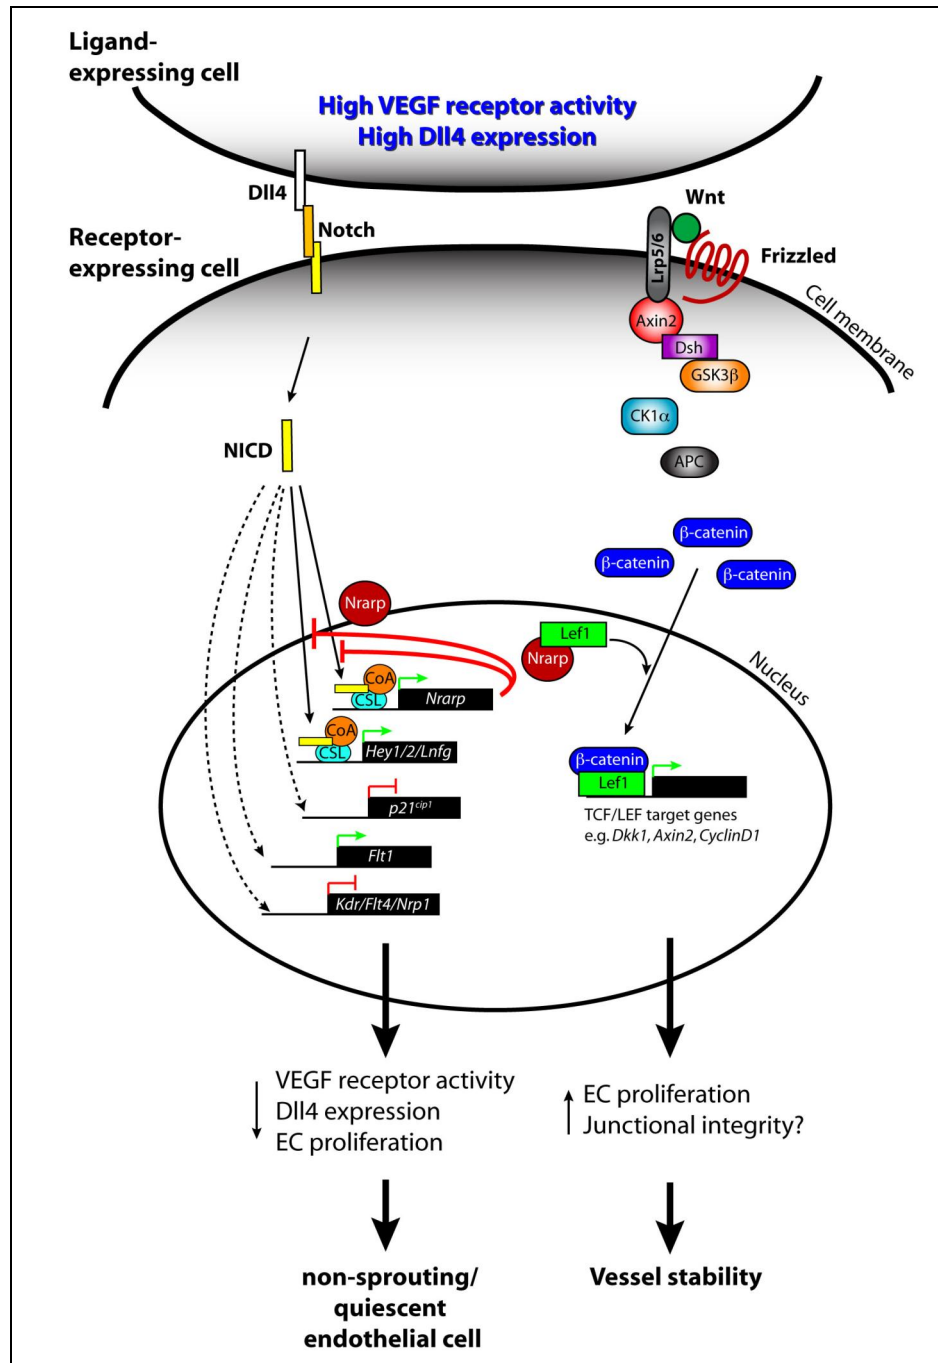 Ligand-
expressing cell
High VEGF receptor activity
High Dll4 expression
Dll4
Notch
Receptor-
expressing cell
Wnt
Lrp5/6
Frizzled
Cell membrane
Axin2
Dsh
GSK3β
CK1α
APC
NICD
β-catenin
β-catenin
β-catenin
Nrarp
Lef1
Nrarp
Nucleus
CoA
CSL
Nrarp
CoA
CSL
Hey1/2/Lnfg
β-catenin
Lef1
p21cip1
TCF/LEF target genes
e.g. Dkk1, Axin2, CyclinD1
Flt1
Kdr/Flt4/Nrp1
VEGF receptor activity
Dll4 expression
EC proliferation
EC proliferation
Junctional integrity?
non-sprouting/
quiescent
endothelial cell
Vessel stability